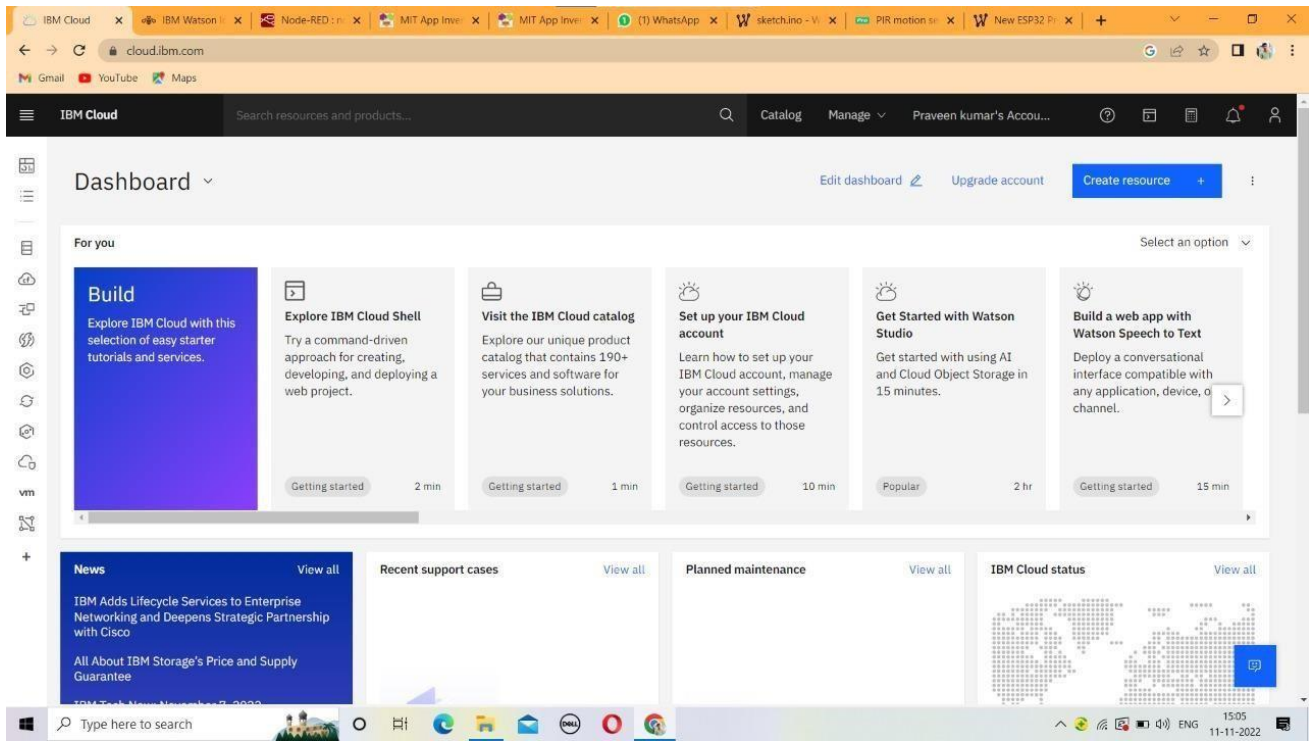 IBM Cloud
IBM Watson I
Node-RED : n
MIT App Inve
MIT App Inve
(1) WhatsApp
sketch.ino - W
PIR motion se
New ESP32 Pr
cloud.ibm.com
Gmail
YouTube
Maps
IBM Cloud
Search resources and products...
Catalog
Manage
Praveen kumar's Accou...
Dashboard
Edit dashboard
Upgrade account
Create resource +
For you
Select an option
Build
Explore IBM Cloud with this
selection of easy starter
tutorials and services.
Explore IBM Cloud Shell
Try a command-driven
approach for creating,
developing, and deploying a
web project.
Getting started
2 min
Visit the IBM Cloud catalog
Explore our unique product
catalog that contains 190+
services and software for
your business solutions.
Getting started
1 min
Set up your IBM Cloud
account
Learn how to set up your
IBM Cloud account, manage
your account settings,
organize resources, and
control access to those
resources.
Getting started
10 min
Get Started with Watson
Studio
Get started with using AI
and Cloud Object Storage in
15 minutes.
Popular
2 hr
Build a web app with
Watson Speech to Text
Deploy a conversational
interface compatible with
any application, device, o
channel.
Getting started
15 min
vm
News
View all
IBM Adds Lifecycle Services to Enterprise
Networking and Deepens Strategic Partnership
with Cisco
All About IBM Storage's Price and Supply
Guarantee
IBM Tech Now: November 7, 2022
Recent support cases
View all
Planned maintenance
View all
IBM Cloud status
View all
Type here to search
DELL
ENG
15:05
11-11-2022